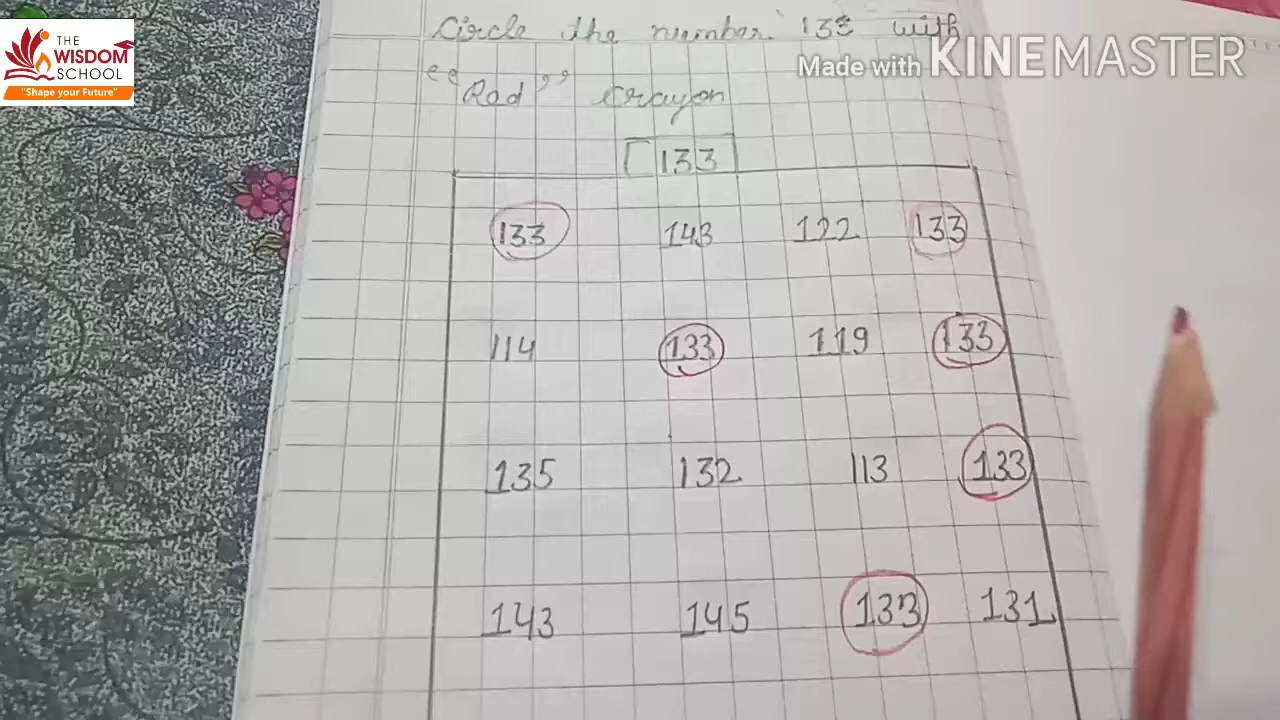 THE
WISDOM
SCHOOL
"Shape your Future"
Made with KINEMASTER
Circle the number 133 with
"Red" Crayon
133
133 143 122 133
114 133 119 133
135 132 113 133
143 145 133 131